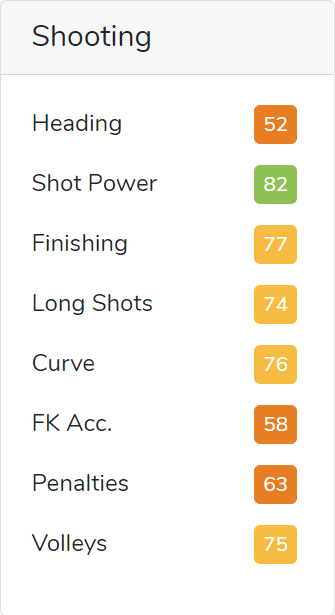 Shooting
Heading 52
Shot Power 82
Finishing 77
Long Shots 74
Curve 76
FK Acc. 58
Penalties 63
Volleys 75